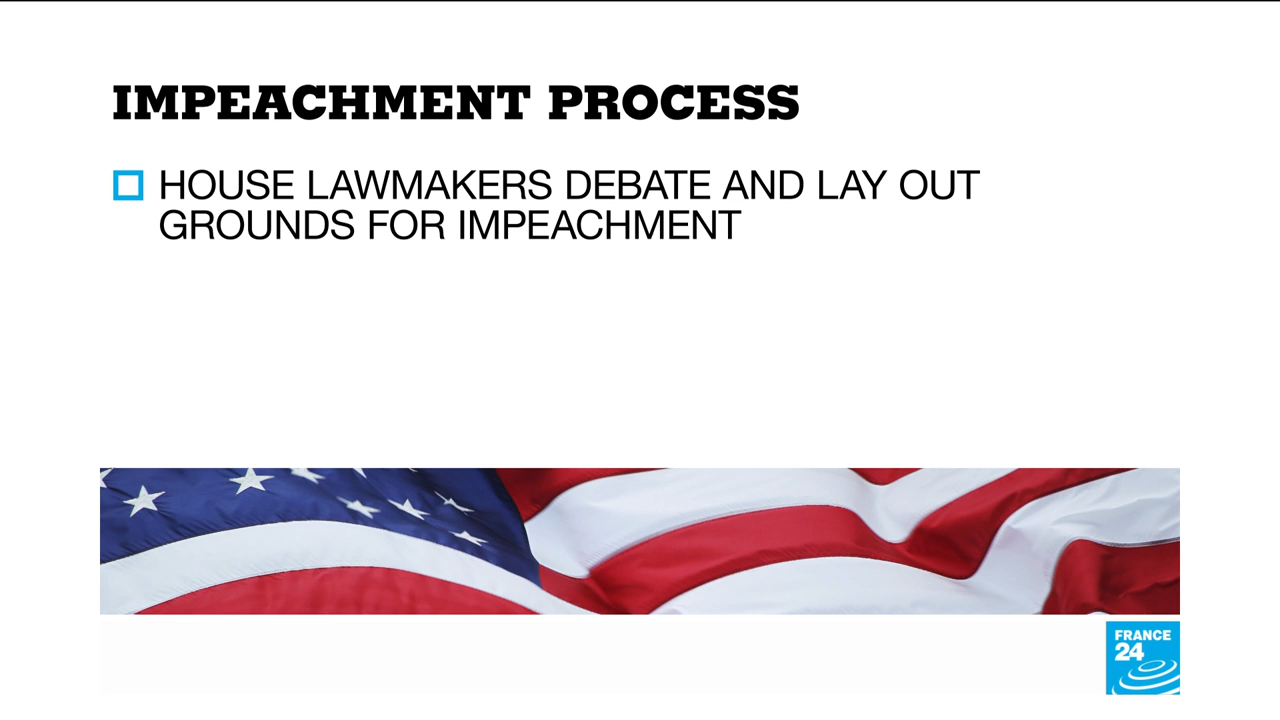 IMPEACHMENT PROCESS
HOUSE LAWMAKERS DEBATE AND LAY OUT
GROUNDS FOR IMPEACHMENT
FRANCE
24